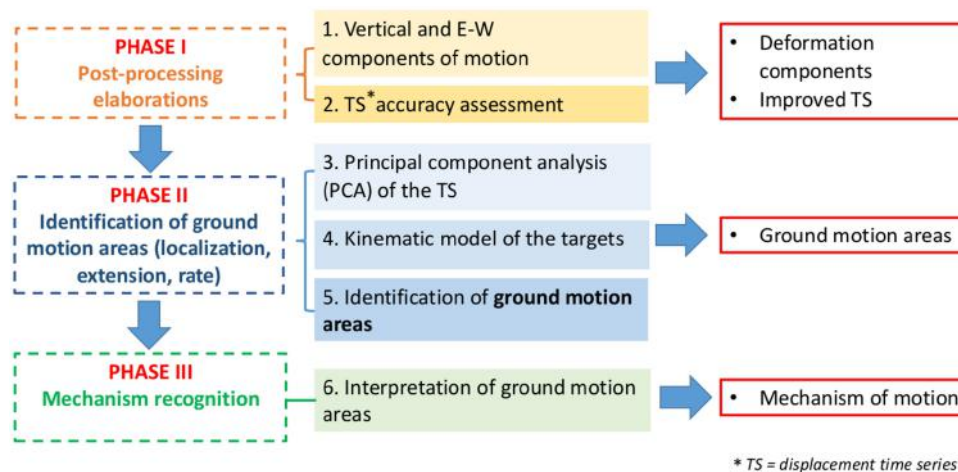 PHASE I
Post-processing
elaborations
1. Vertical and E-W
components of motion
2. TS* accuracy assessment
• Deformation
components
• Improved TS
PHASE II
Identification of ground
motion areas (localization,
extension, rate)
3. Principal component analysis
(PCA) of the TS
4. Kinematic model of the targets
5. Identification of ground motion
areas
• Ground motion areas
PHASE III
Mechanism recognition
6. Interpretation of ground motion
areas
• Mechanism of motion
* TS = displacement time series